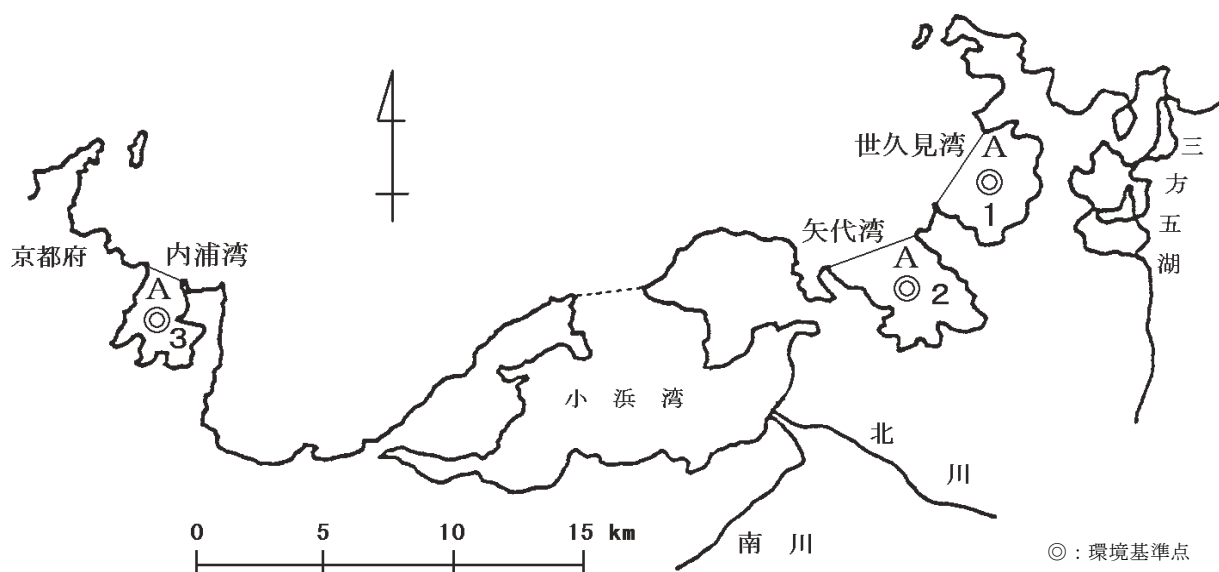 世久見湾
A
1
三方五湖
矢代湾
A
2
京都府
内浦湾
A
3
小浜湾
北川
南川
0 5 10 15 km
◎：環境基準点